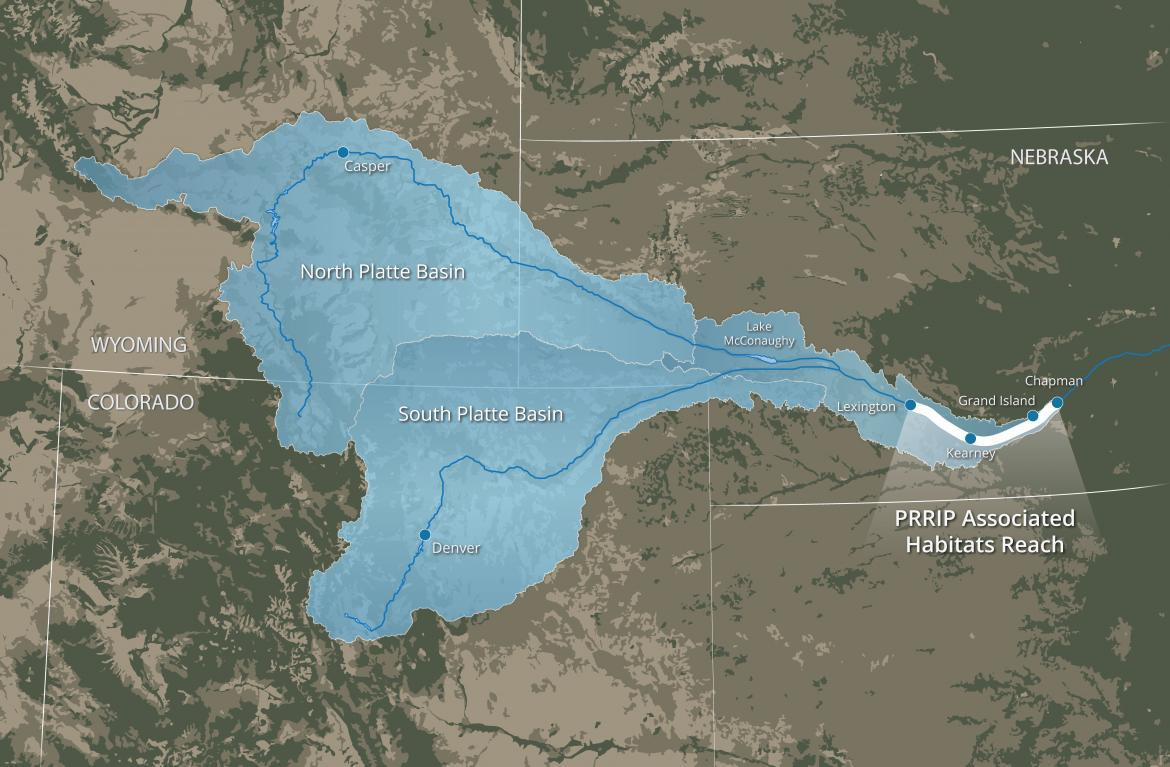 NEBRASKA
Casper
North Platte Basin
Lake
McConaughy
WYOMING
COLORADO
Chapman
Grand Island
Lexington
South Platte Basin
Kearney
PRRIP Associated
Habitats Reach
Denver